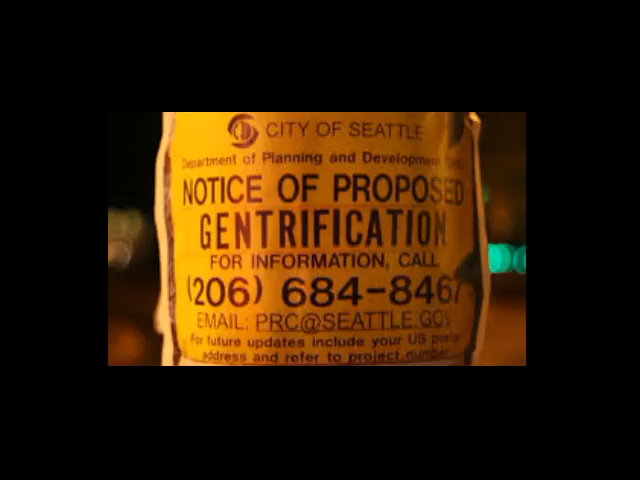 CITY OF SEATTLE
Department of Planning and Development
NOTICE OF PROPOSED
GENTRIFICATION
FOR INFORMATION, CALL
(206) 684-8467
EMAIL: PRC@SEATTLE.GOV
For future updates include your US postal
address and refer to project number